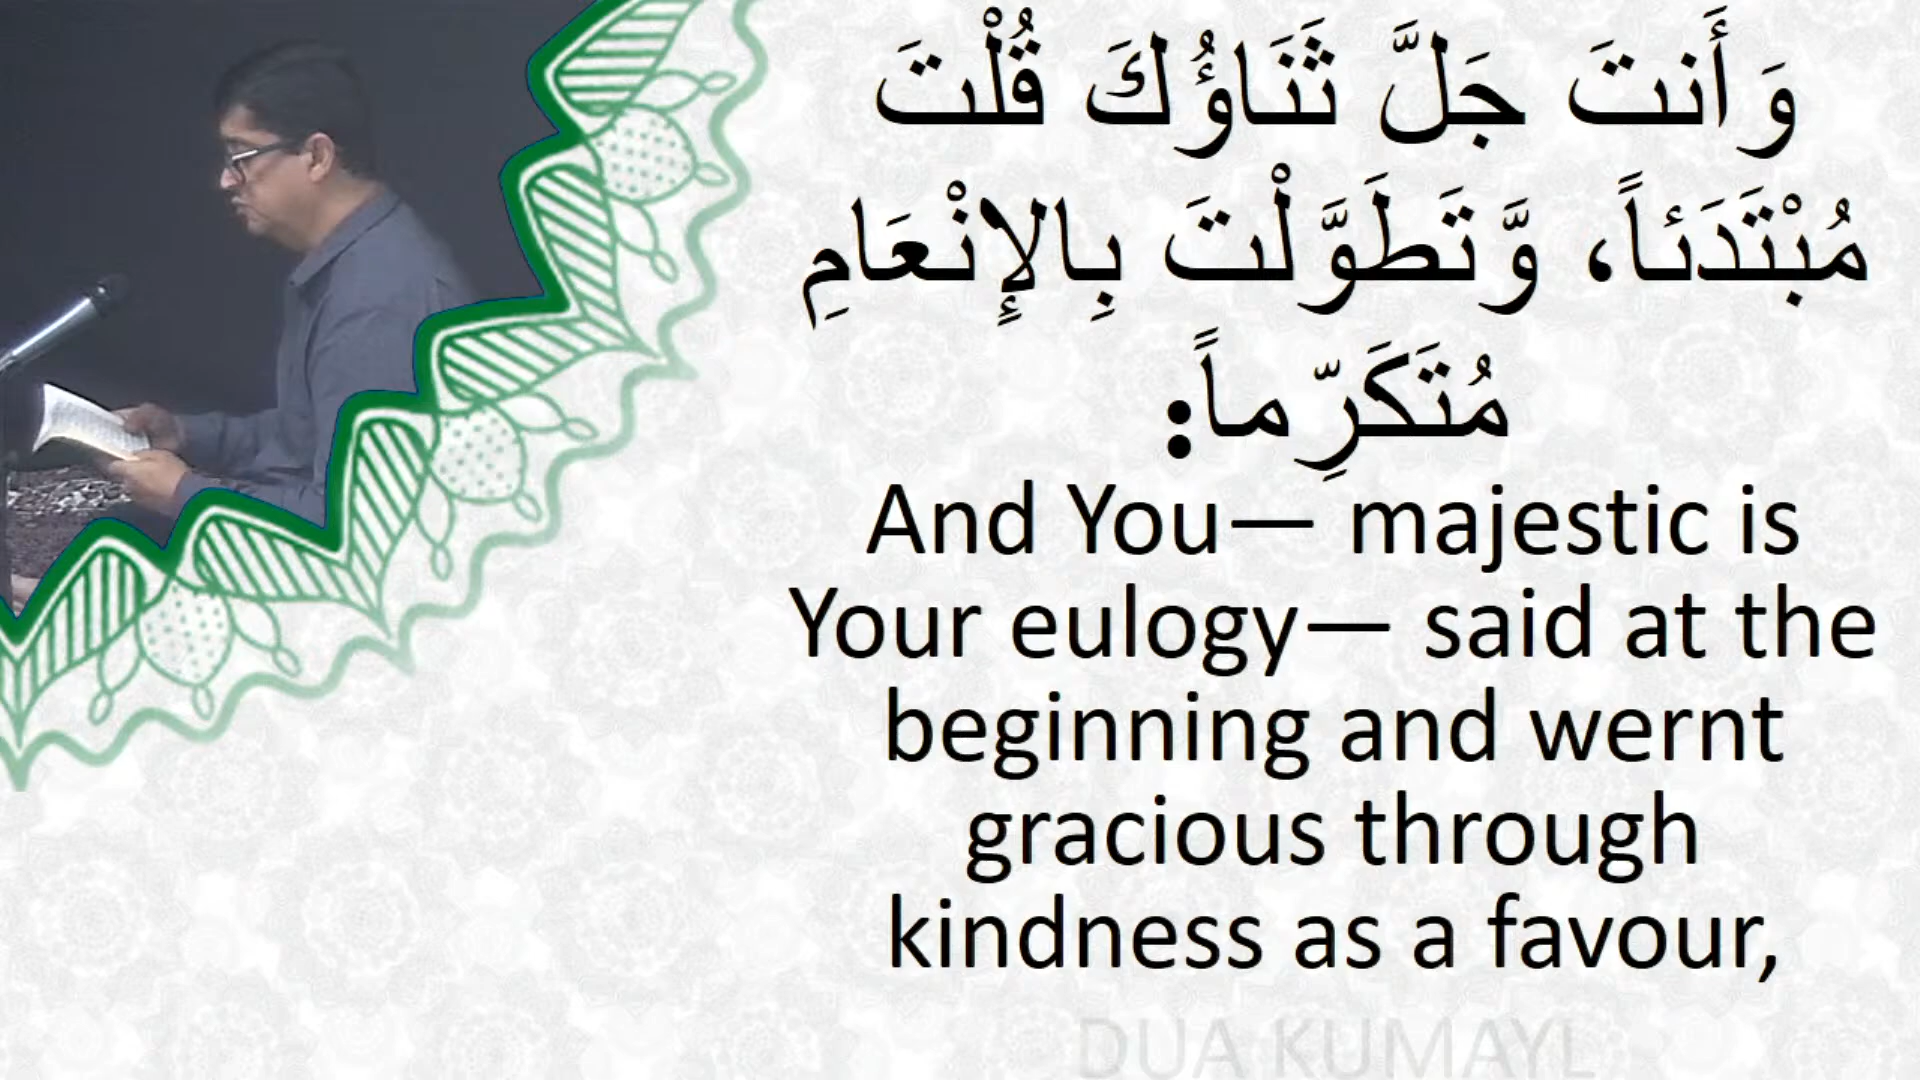 وَأَنتَ جَلَّ ثَنَاؤُكَ قُلْتَ
مُبْتَدَئاً، وَّتَطَوَّلْتَ بِالإِنْعَامِ
مُتَكَرِّماً:
And You— majestic is
Your eulogy— said at the
beginning and wernt
gracious through
kindness as a favour,
DUA KUMAYL